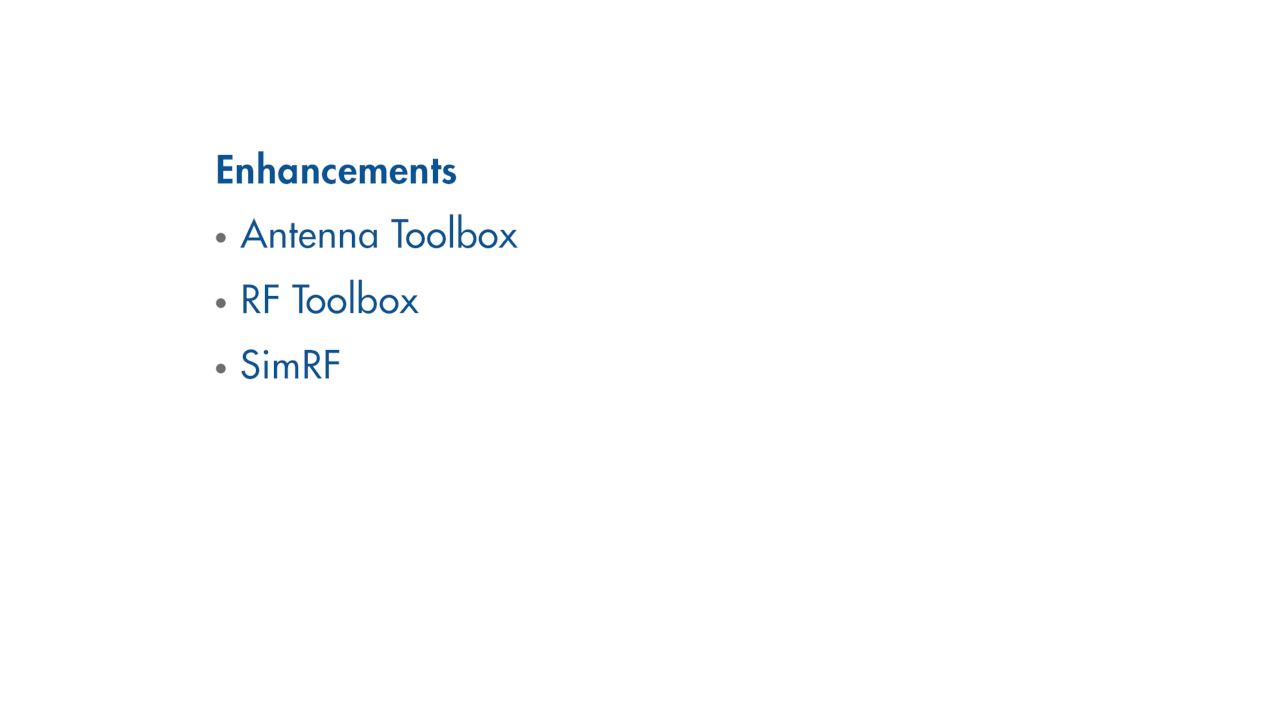 Enhancements
• Antenna Toolbox
• RF Toolbox
• SimRF